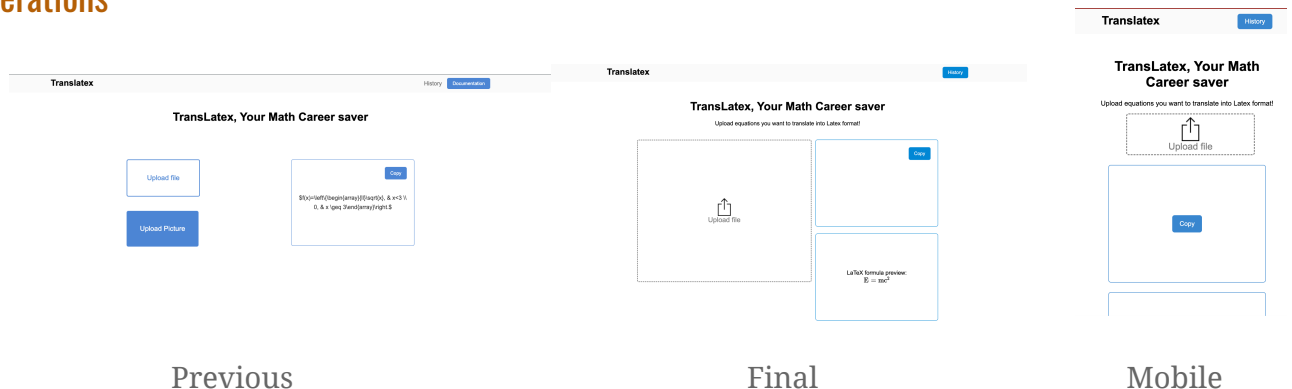 erations
Translatex
History
Documentation
TransLatex, Your Math Career saver
Upload file
Upload Picture
Copy
$f(x)=\left\{\begin{array}{ll}\sqrt{x}, & x<3 \\
0, & x \geq 3\end{array}\right.$
Previous
Translatex
History
TransLatex, Your Math Career saver
Upload equations you want to translate into Latex format!
Upload file
Copy
LaTeX formula preview:
E = mc²
Final
Translatex
History
TransLatex, Your Math
Career saver
Upload equations you want to translate into Latex format!
Upload file
Copy
Mobile